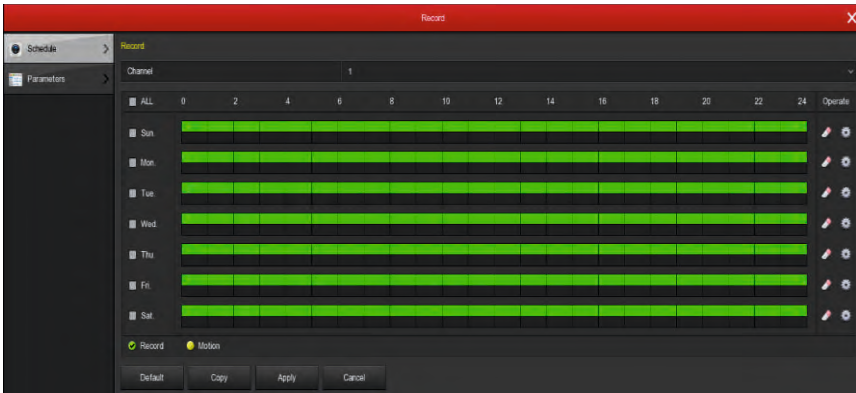 Record
X
Schedule
Parameters
Record
Channel 1
ALL 0 2 4 6 8 10 12 14 16 18 20 22 24 Operate
Sun.
Mon.
Tue.
Wed.
Thu
Fri.
Sat.
Record Motion
Default Copy Apply Cancel